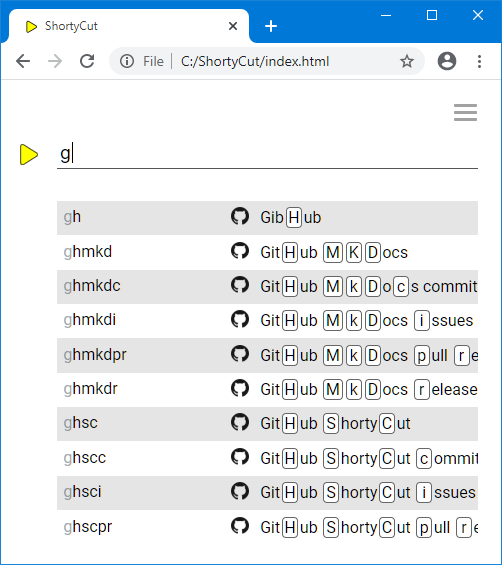 ShortyCut
File | C:/ShortyCut/index.html
g
gh GibHub
ghmkd GitHub MKDocs
ghmkdc GitHub MkDocs commit
ghmkdi GitHub MkDocs issues
ghmkdpr GitHub MkDocs pull re
ghmkdr GitHub MkDocs release
ghsc GitHub ShortyCut
ghscc GitHub ShortyCut commit
ghsci GitHub ShortyCut issues
ghscpr GitHub ShortyCut pull re